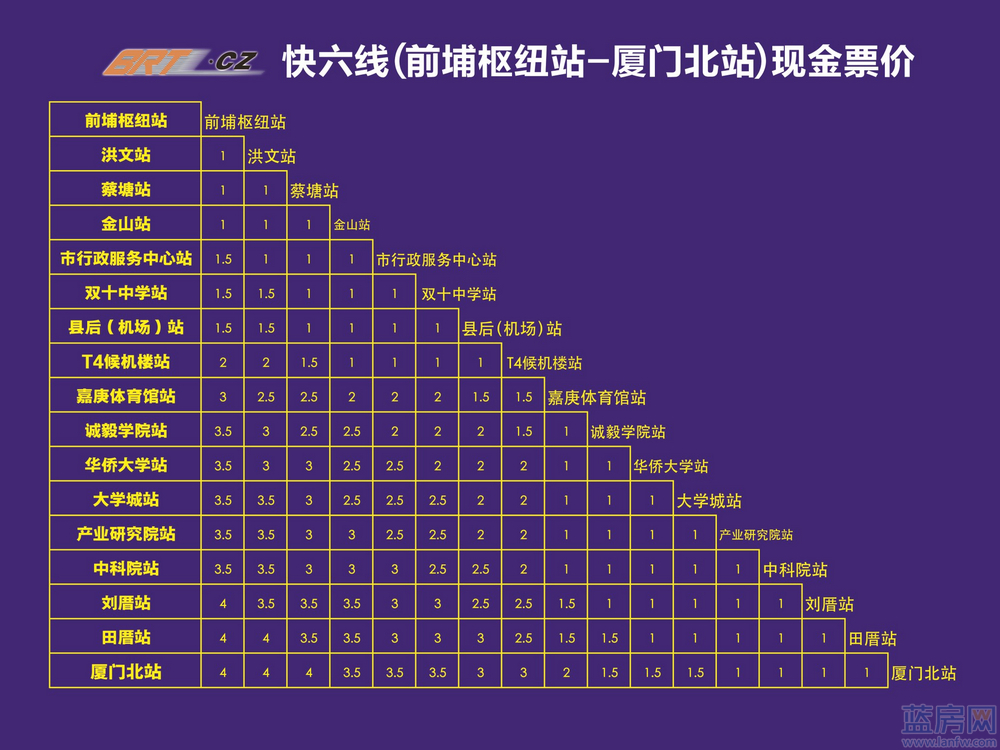 BRT·CZ 快六线(前埔枢纽站-厦门北站)现金票价
前埔枢纽站 前埔枢纽站
洪文站 1 洪文站
蔡塘站 1 1 蔡塘站
金山站 1 1 1 金山站
市行政服务中心站 1.5 1 1 1 市行政服务中心站
双十中学站 1.5 1.5 1 1 1 双十中学站
县后(机场)站 1.5 1.5 1 1 1 1 县后(机场)站
T4候机楼站 2 2 1.5 1 1 1 1 T4候机楼站
嘉庚体育馆站 3 2.5 2.5 2 2 2 1.5 1.5 嘉庚体育馆站
诚毅学院站 3.5 3 2.5 2.5 2 2 2 1.5 1 诚毅学院站
华侨大学站 3.5 3 3 2.5 2.5 2 2 2 1 1 华侨大学站
大学城站 3.5 3.5 3 2.5 2.5 2.5 2 2 1 1 1 大学城站
产业研究院站 3.5 3.5 3 3 2.5 2.5 2 2 1 1 1 1 产业研究院站
中科院站 3.5 3.5 3 3 3 2.5 2.5 2 1 1 1 1 1 中科院站
刘厝站 4 3.5 3.5 3.5 3 3 2.5 2.5 1.5 1 1 1 1 1 刘厝站
田厝站 4 4 3.5 3.5 3 3 3 2.5 1.5 1.5 1 1 1 1 1 田厝站
厦门北站 4 4 4 3.5 3.5 3.5 3 3 2 1.5 1.5 1.5 1 1 1 1 厦门北站
蓝房网
www.lanfw.com